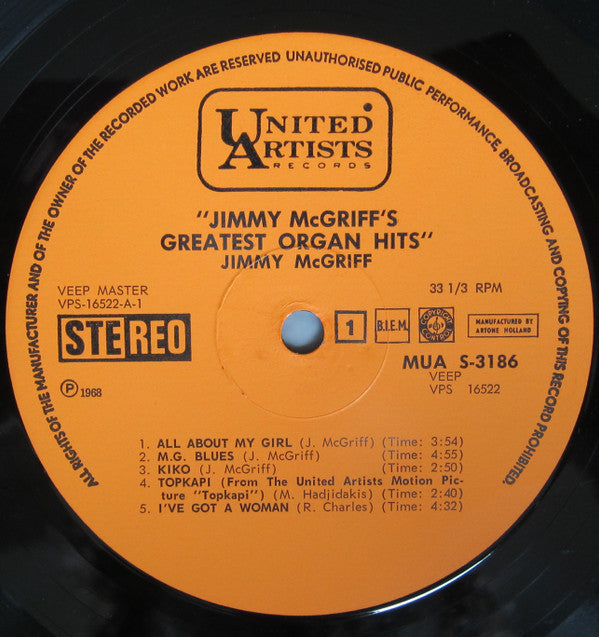 ALL RIGHTS OF THE MANUFACTURER AND OF THE OWNER OF THE RECORDED WORK ARE RESERVED UNAUTHORISED PUBLIC PERFORMANCE, BROADCASTING AND COPYING OF THIS RECORD PROHIBITED.
UNITED
ARTISTS
RECORDS
"JIMMY McGRIFF'S
GREATEST ORGAN HITS"
JIMMY McGRIFF
VEEP MASTER
VPS-16522-A-1
33 1/3 RPM
STEREO
1
B.I.E.M.
COPYRIGHT
CONTROL
MANUFACTURED BY
ARTONE HOLLAND
MUA S-3186
VEEP
VPS 16522
Ⓟ 1968
1. ALL ABOUT MY GIRL (J. McGriff) (Time: 3:54)
2. M.G. BLUES (J. McGriff) (Time: 4:55)
3. KIKO (J. McGriff) (Time: 2:50)
4. TOPKAPI (From The United Artists Motion Pic-
ture "Topkapi") (M. Hadjidakis) (Time: 2:40)
5. I'VE GOT A WOMAN (R. Charles) (Time: 4:32)